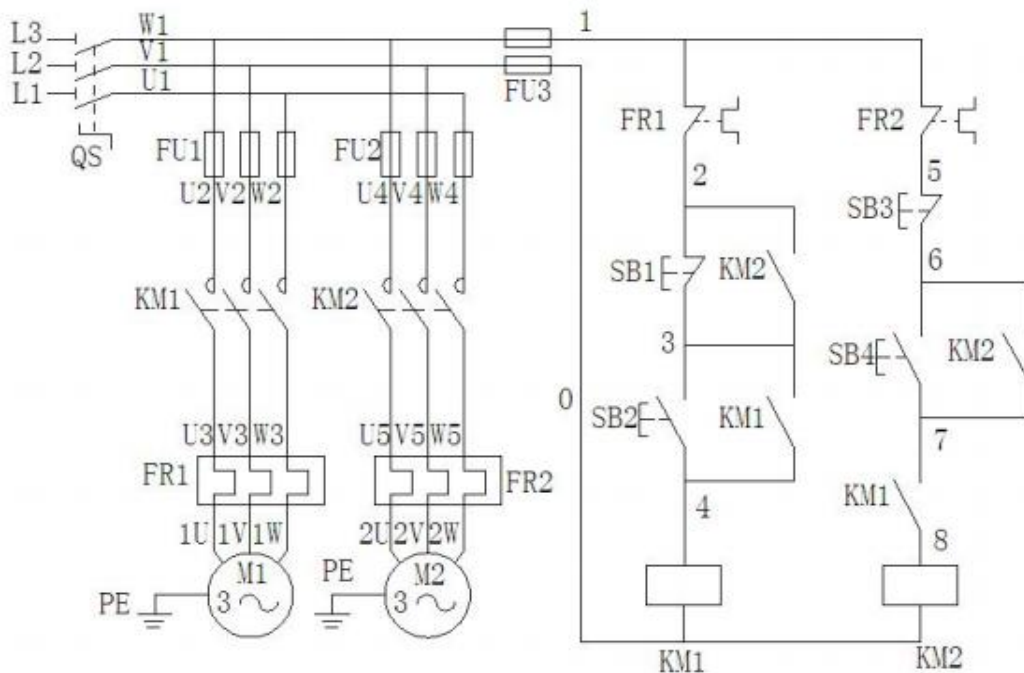 L3 W1 1
L2 V1
L1 U1 FU3
QS FU1 FU2 FR1 FR2
U2 V2 W2 U4 V4 W4 2 5
SB3
SB1 KM2 6
KM1 KM2
3 SB4 KM2
0
SB2 KM1 7
U3 V3 W3 U5 V5 W5
FR1 FR2 4 KM1
1U 1V 1W 2U 2V 2W 8
M1 PE M2
PE 3 3
KM1 KM2